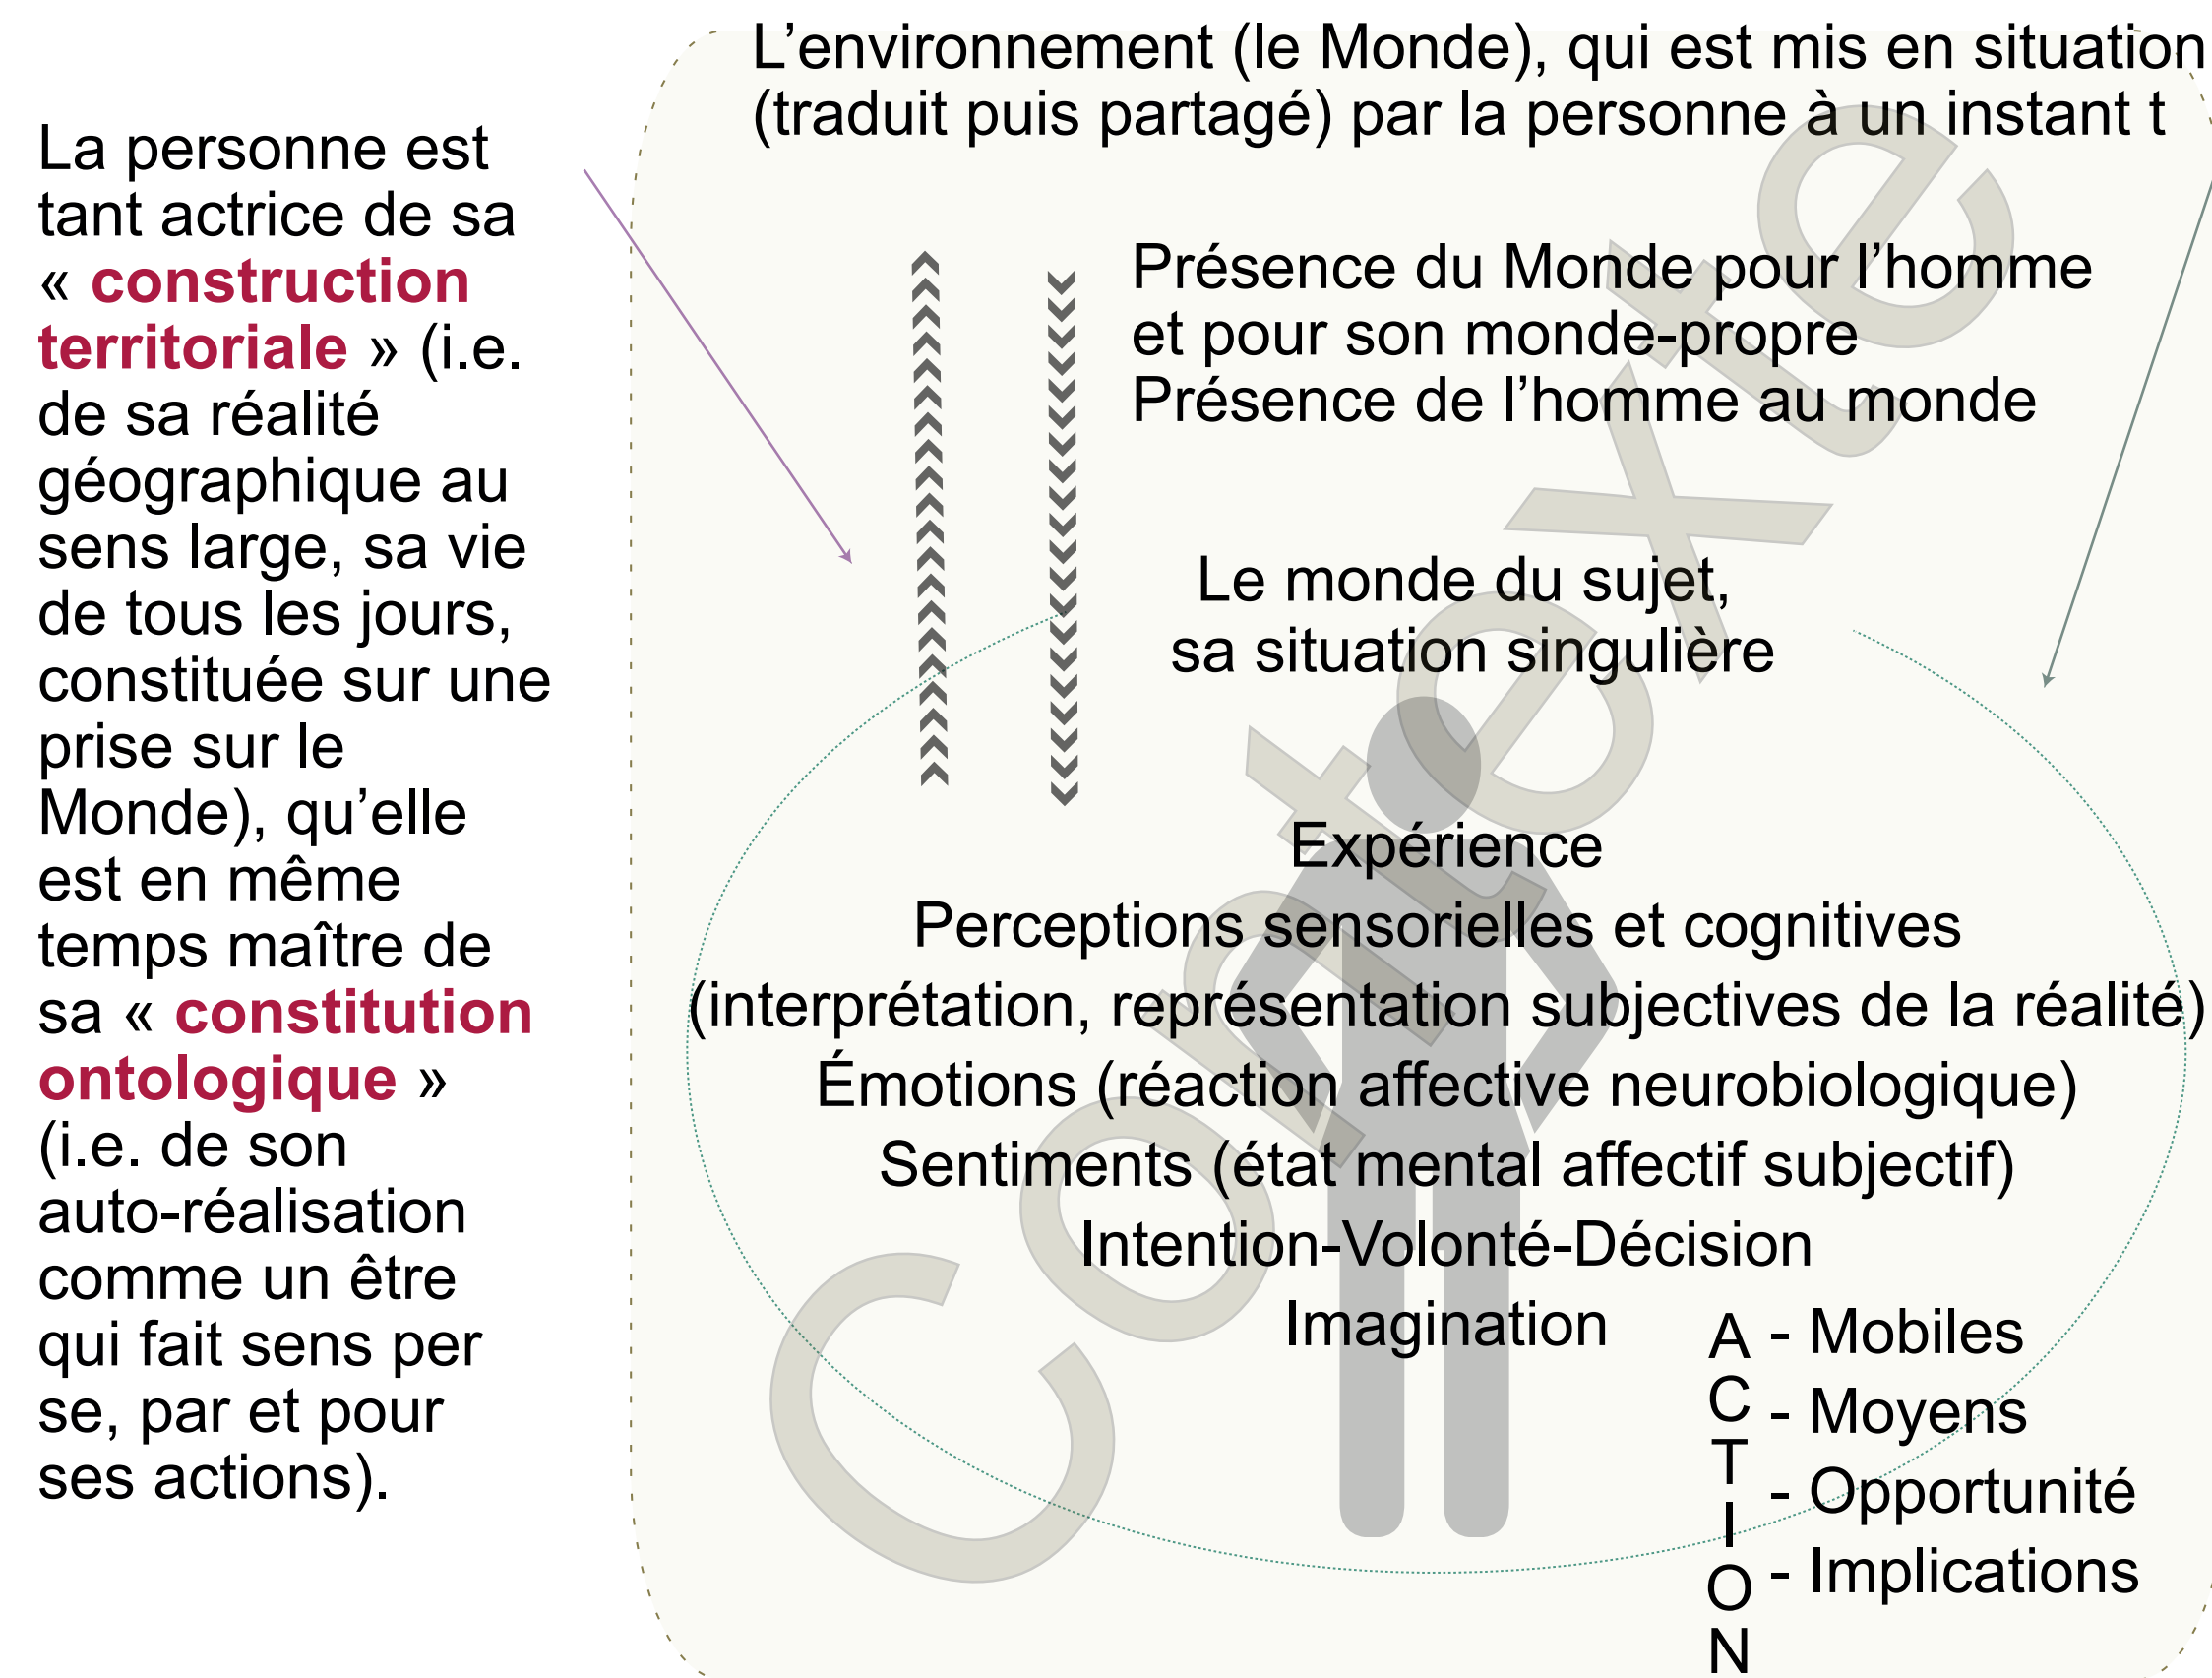 La personne est
tant actrice de sa
« construction
territoriale » (i.e.
de sa réalité
géographique au
sens large, sa vie
de tous les jours,
constituée sur une
prise sur le
Monde), qu’elle
est en même
temps maître de
sa « constitution
ontologique »
(i.e. de son
auto-réalisation
comme un être
qui fait sens per
se, par et pour
ses actions).
L’environnement (le Monde), qui est mis en situation
(traduit puis partagé) par la personne à un instant t
Présence du Monde pour l’homme
et pour son monde-propre
Présence de l’homme au monde
Le monde du sujet,
sa situation singulière
Expérience
Perceptions sensorielles et cognitives
(interprétation, représentation subjectives de la réalité)
Émotions (réaction affective neurobiologique)
Sentiments (état mental affectif subjectif)
Intention-Volonté-Décision
Imagination
ACTION
- Mobiles
- Moyens
- Opportunité
- Implications
Contexte